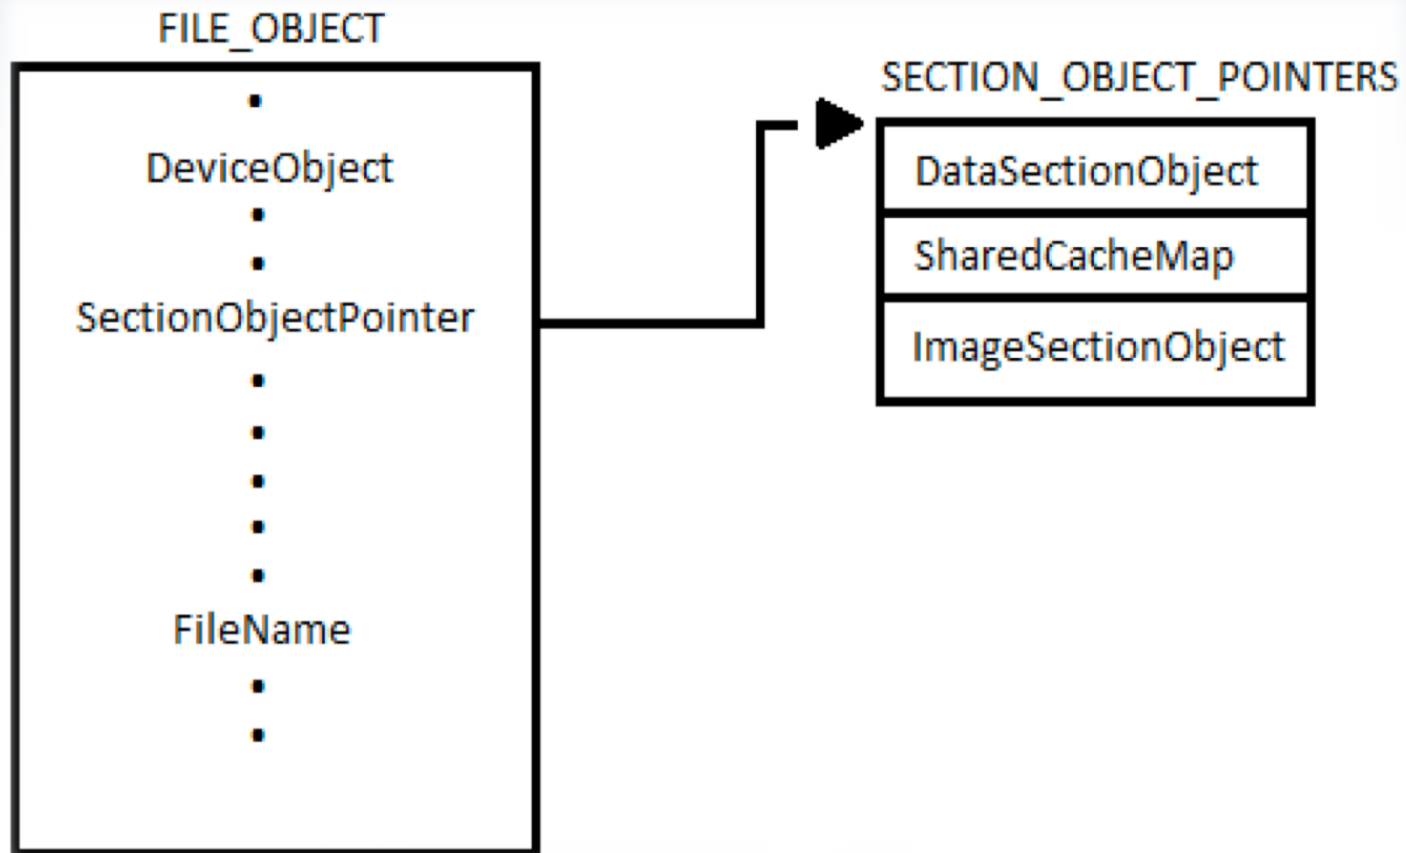 FILE_OBJECT
DeviceObject
SectionObjectPointer
FileName
SECTION_OBJECT_POINTERS
DataSectionObject
SharedCacheMap
ImageSectionObject